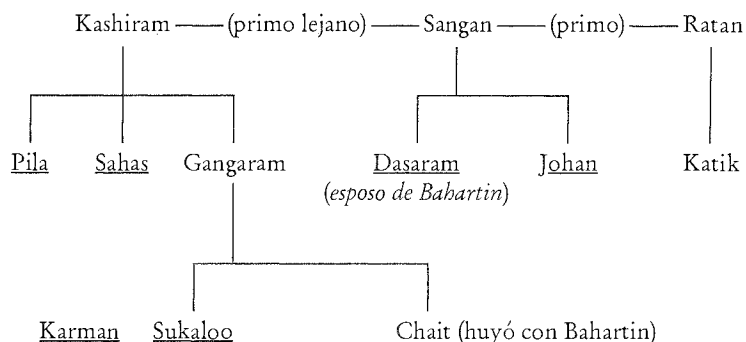 Kashiram — (primo lejano) — Sangan — (primo) — Ratan
Pila Sahas Gangaram Dasaram Johan Katik
(esposo de Bahartin)
Karman Sukaloo Chait (huyó con Bahartin)